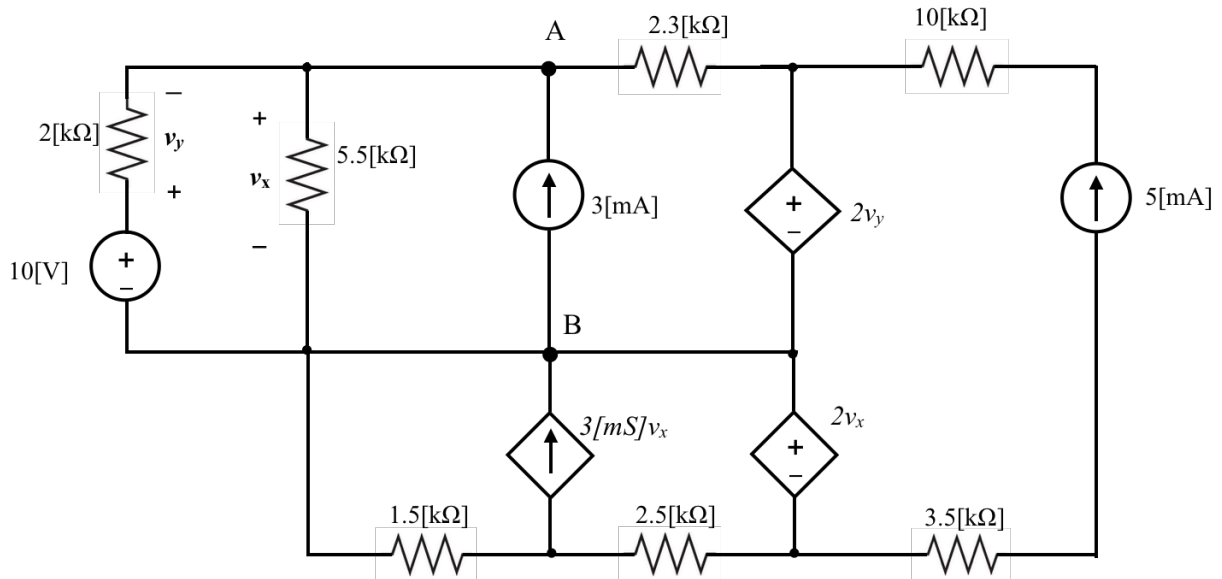 A
2.3[kΩ]
10[kΩ]
2[kΩ]
−
v_y
+
+
v_x
−
5.5[kΩ]
3[mA]
+
−
2v_y
5[mA]
10[V]
+
−
B
3[mS]v_x
2v_x
+
−
1.5[kΩ]
2.5[kΩ]
3.5[kΩ]